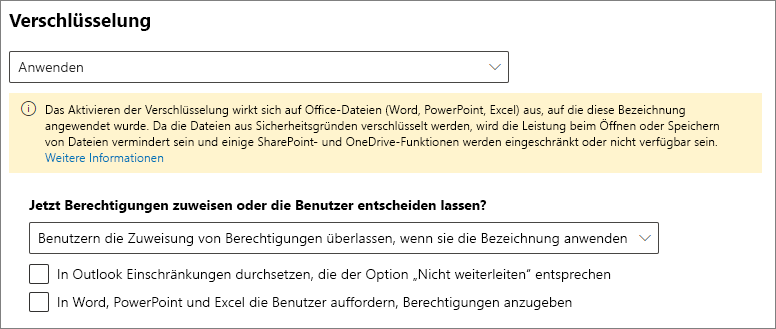 Verschlüsselung
Anwenden
Das Aktivieren der Verschlüsselung wirkt sich auf Office-Dateien (Word, PowerPoint, Excel) aus, auf die diese Bezeichnung
angewendet wurde. Da die Dateien aus Sicherheitsgründen verschlüsselt werden, wird die Leistung beim Öffnen oder Speichern
von Dateien vermindert sein und einige SharePoint- und OneDrive-Funktionen werden eingeschränkt oder nicht verfügbar sein.
Weitere Informationen
Jetzt Berechtigungen zuweisen oder die Benutzer entscheiden lassen?
Benutzern die Zuweisung von Berechtigungen überlassen, wenn sie die Bezeichnung anwenden
In Outlook Einschränkungen durchsetzen, die der Option „Nicht weiterleiten“ entsprechen
In Word, PowerPoint und Excel die Benutzer auffordern, Berechtigungen anzugeben